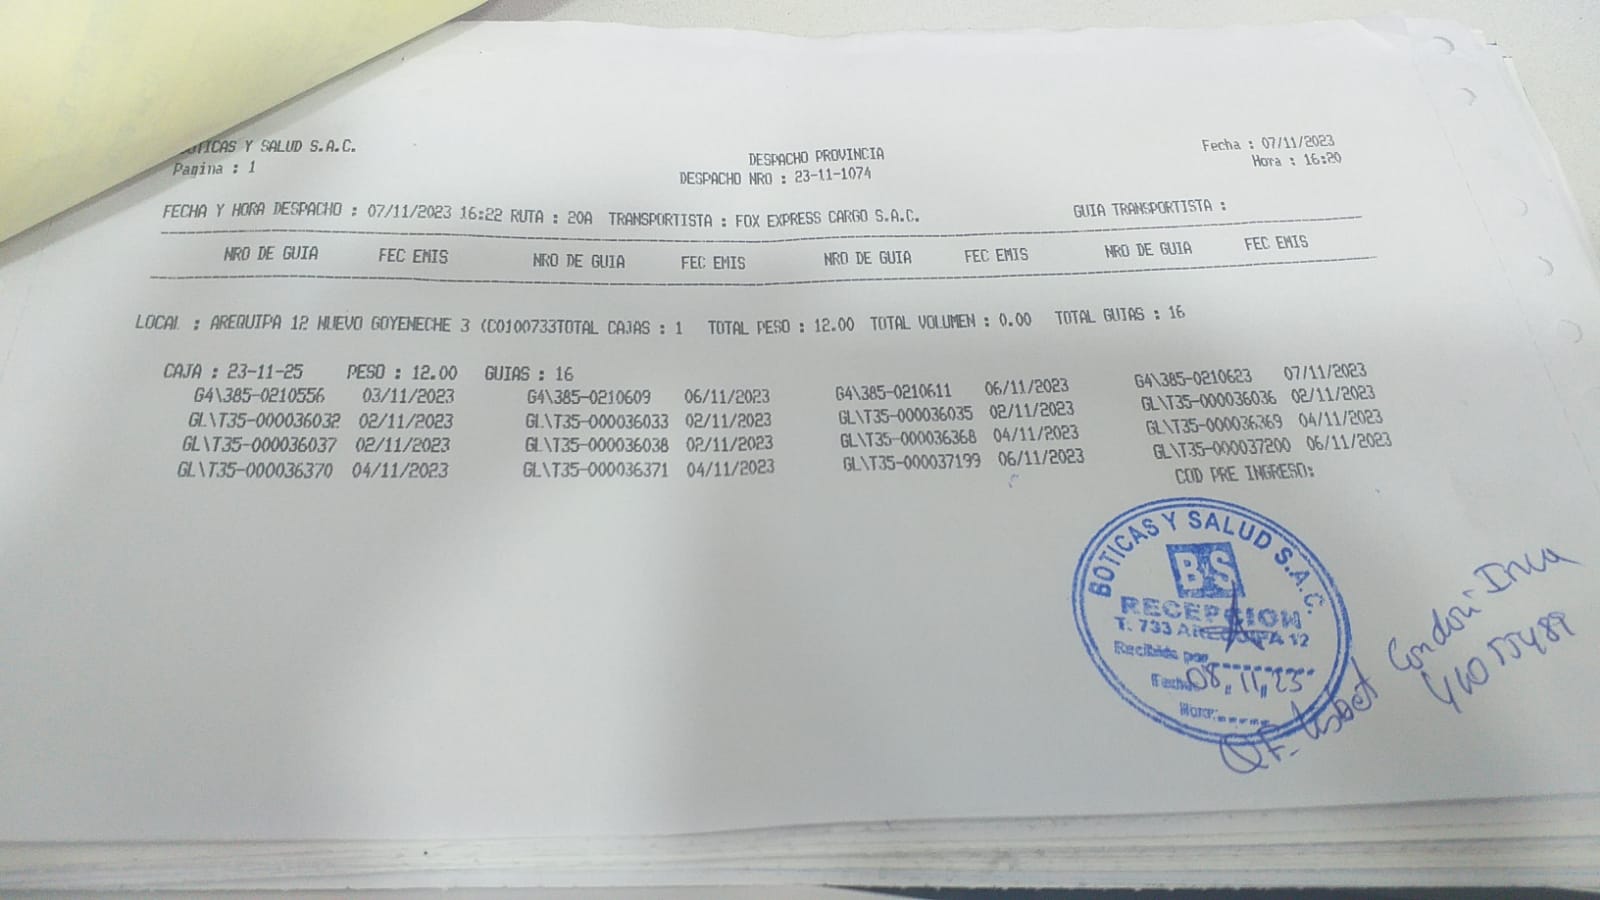 OTICAS Y SALUD S.A.C.
Pagina : 1
DESPACHO PROVINCIA
DESPACHO NRO : 23-11-1074
Fecha : 07/11/2023
Hora : 16:20
FECHA Y HORA DESPACHO : 07/11/2023 16:22 RUTA : 20A TRANSPORTISTA : FOX EXPRESS CARGO S.A.C. GUIA TRANSPORTISTA :
NRO DE GUIA FEC EMIS NRO DE GUIA FEC EMIS NRO DE GUIA FEC EMIS NRO DE GUIA FEC EMIS
LOCAL : AREQUIPA 12 NUEVO GOYENECHE 3 (C0100733TOTAL CAJAS : 1 TOTAL PESO : 12.00 TOTAL VOLUMEN : 0.00 TOTAL GUIAS : 16
CAJA : 23-11-25 PESO : 12.00 GUIAS : 16
G4\385-0210556 03/11/2023 G4\385-0210609 06/11/2023 G4\385-0210611 06/11/2023 G4\385-0210623 07/11/2023
GL\T35-000036032 02/11/2023 GL\T35-000036033 02/11/2023 GL\T35-000036035 02/11/2023 GL\T35-000036036 02/11/2023
GL\T35-000036037 02/11/2023 GL\T35-000036038 02/11/2023 GL\T35-000036368 04/11/2023 GL\T35-000036369 04/11/2023
GL\T35-000036370 04/11/2023 GL\T35-000036371 04/11/2023 GL\T35-000037199 06/11/2023 GL\T35-000037200 06/11/2023
COD PRE INGRESO:
BOTICAS Y SALUD S.A.C.
B&S
RECEPCION
T. 733 AREQUIPA 12
Recibido por
Fecha 08 11 23
Hora:
Q.F. Condori Inca